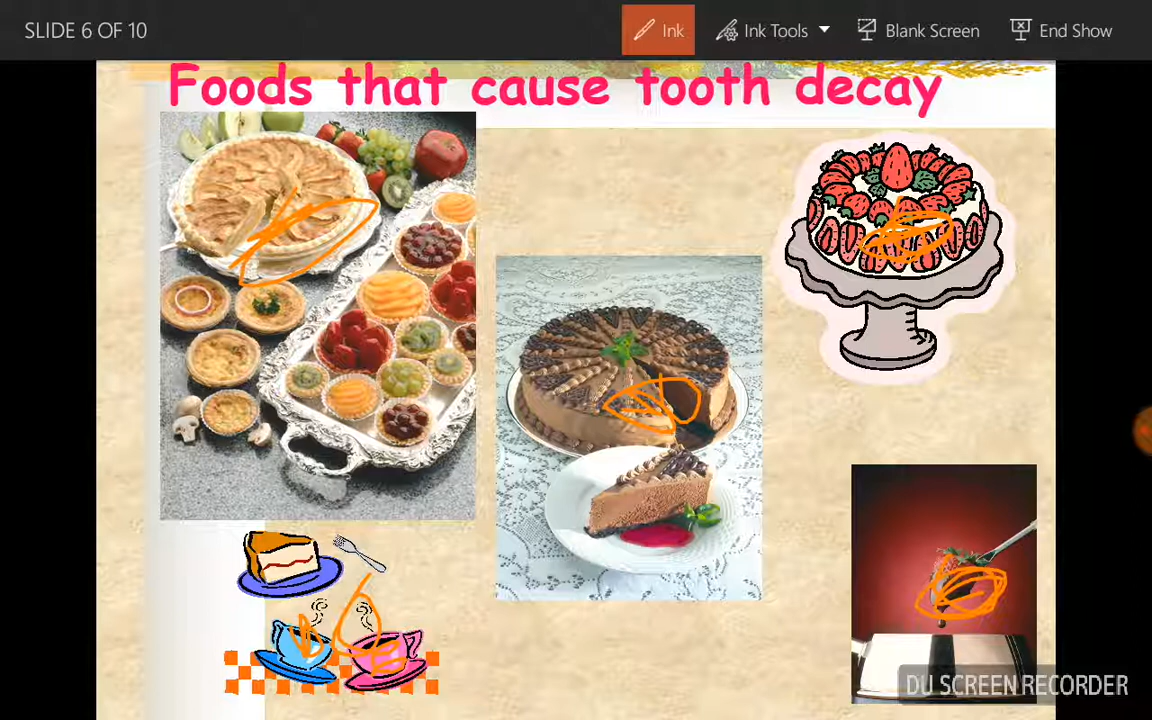 SLIDE 6 OF 10
Ink
Ink Tools
Blank Screen
End Show
Foods that cause tooth decay
DU SCREEN RECORDER